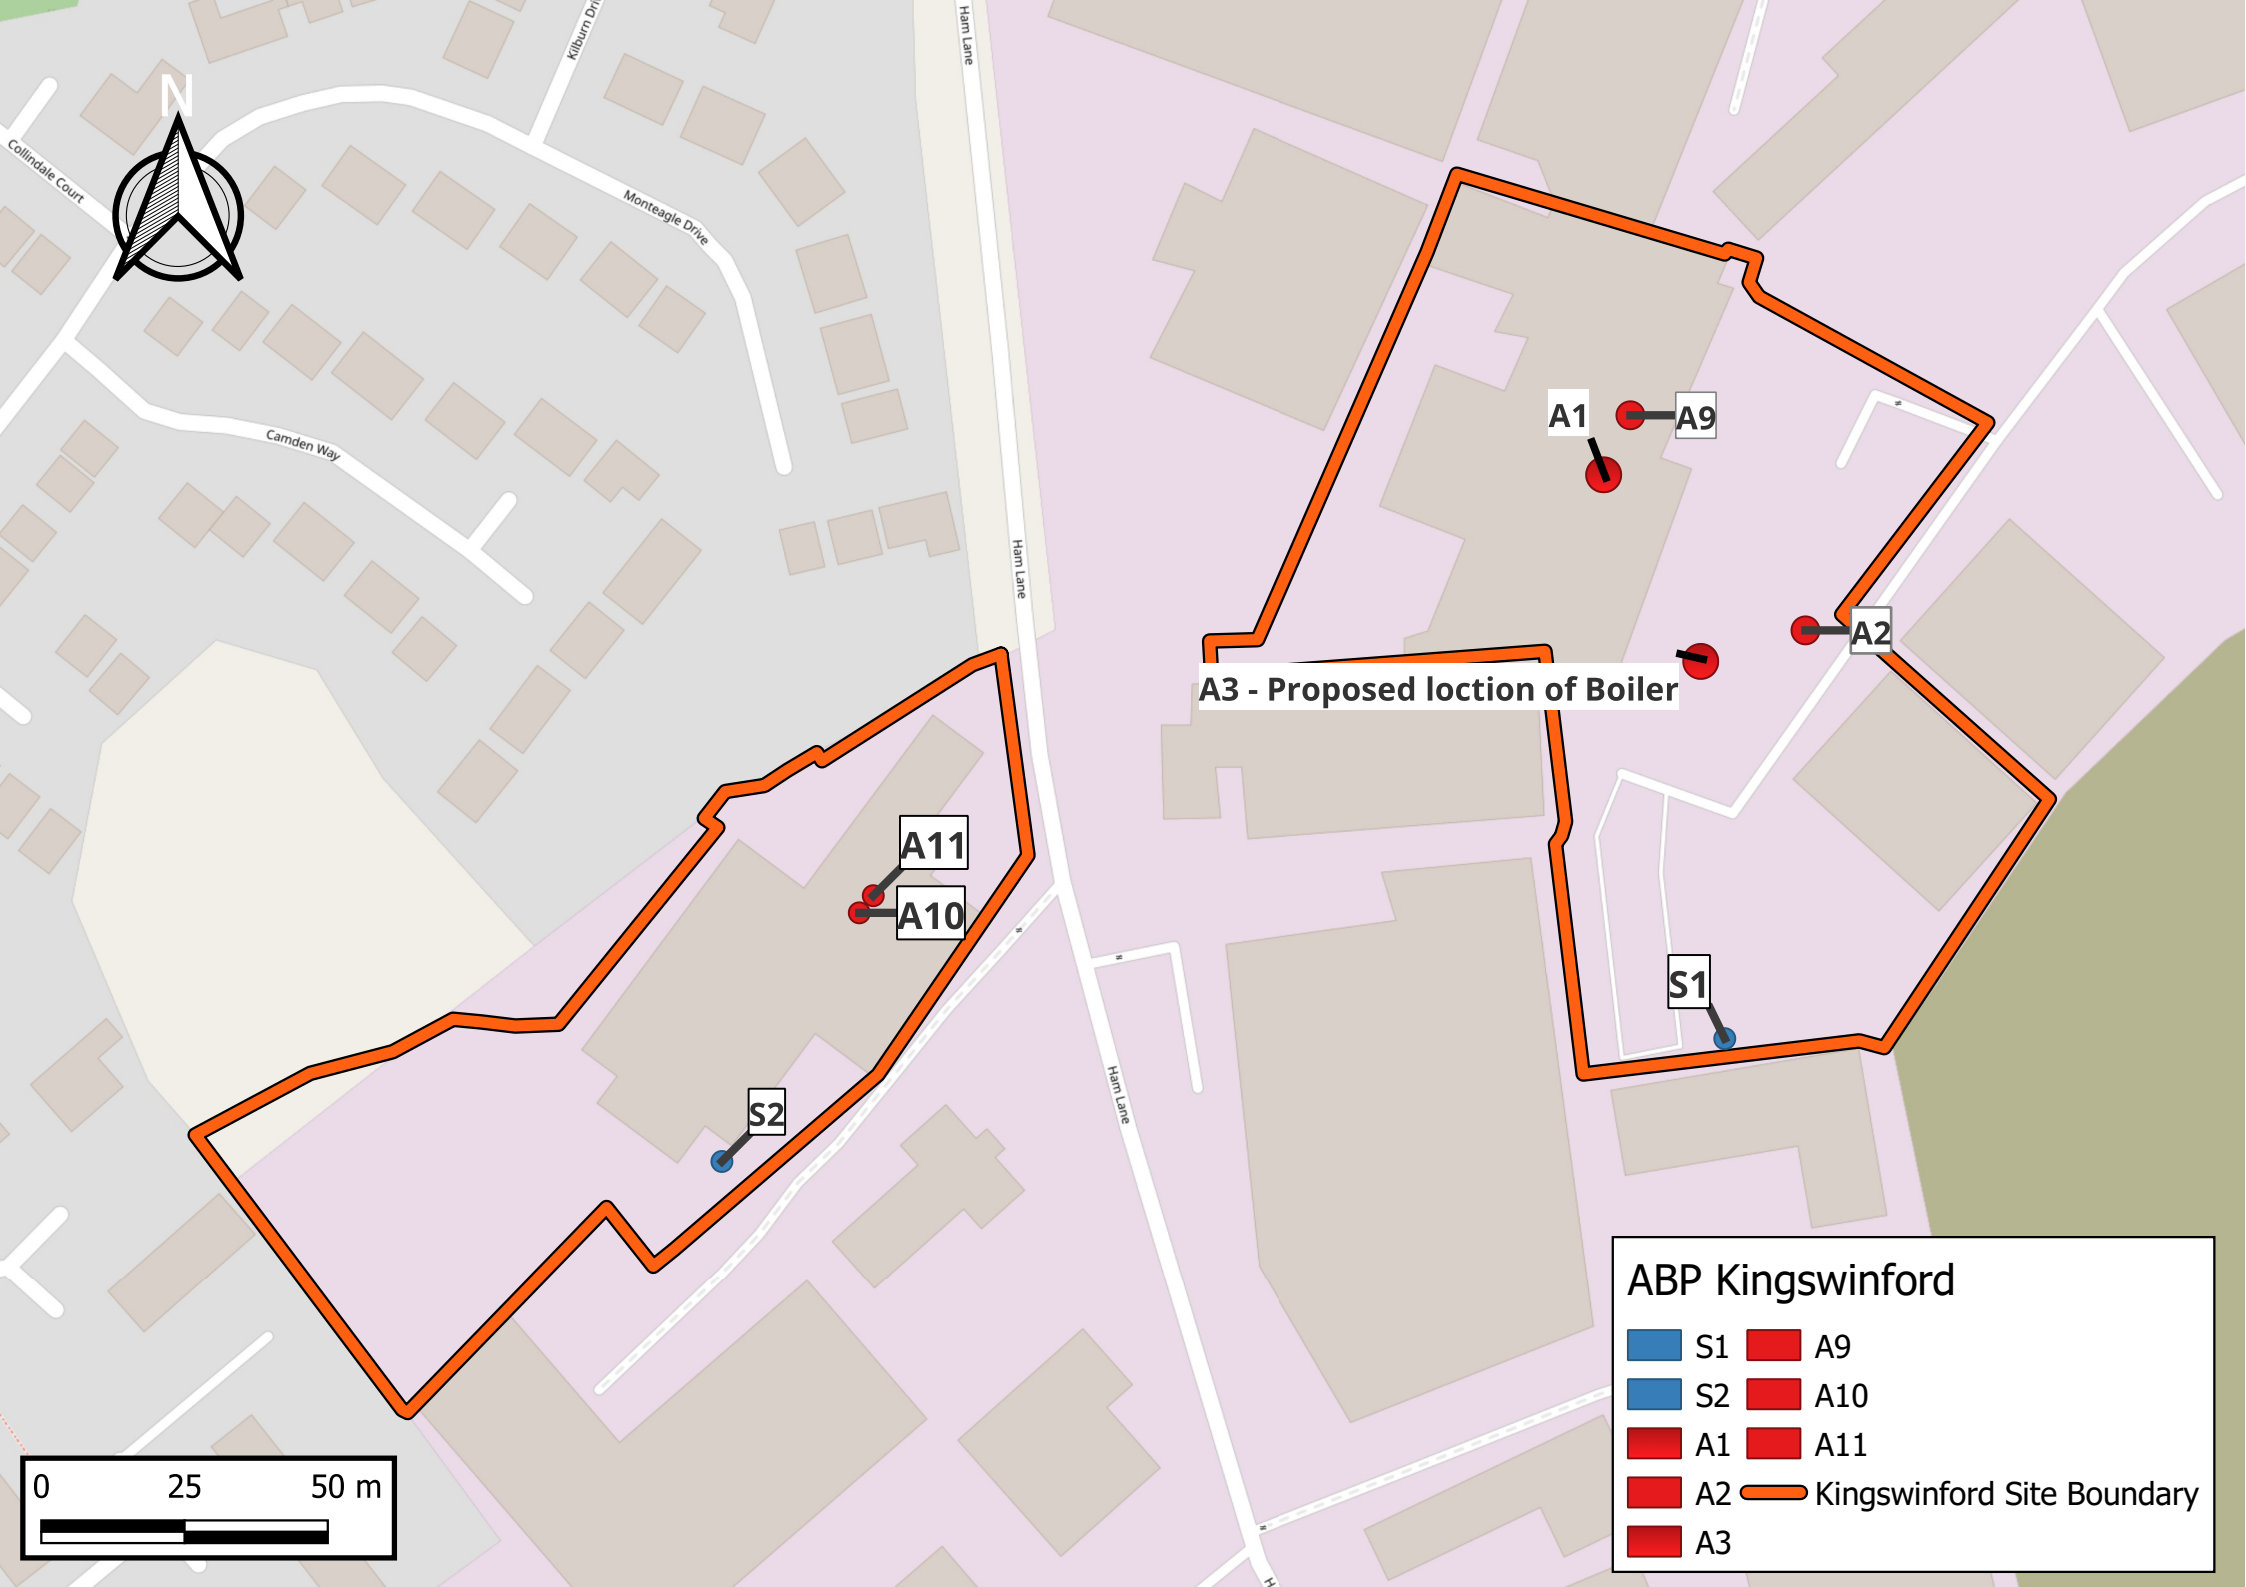 Ham Lane
Kilburn Dri
N
Collindale Court
Monteagle Drive
A1
A9
Camden Way
Ham Lane
A2
A3 - Proposed loction of Boiler
A11
A10
S1
Ham Lane
S2
ABP Kingswinford
S1
A9
S2
A10
A1
A11
A2
Kingswinford Site Boundary
A3
0 25 50 m
H